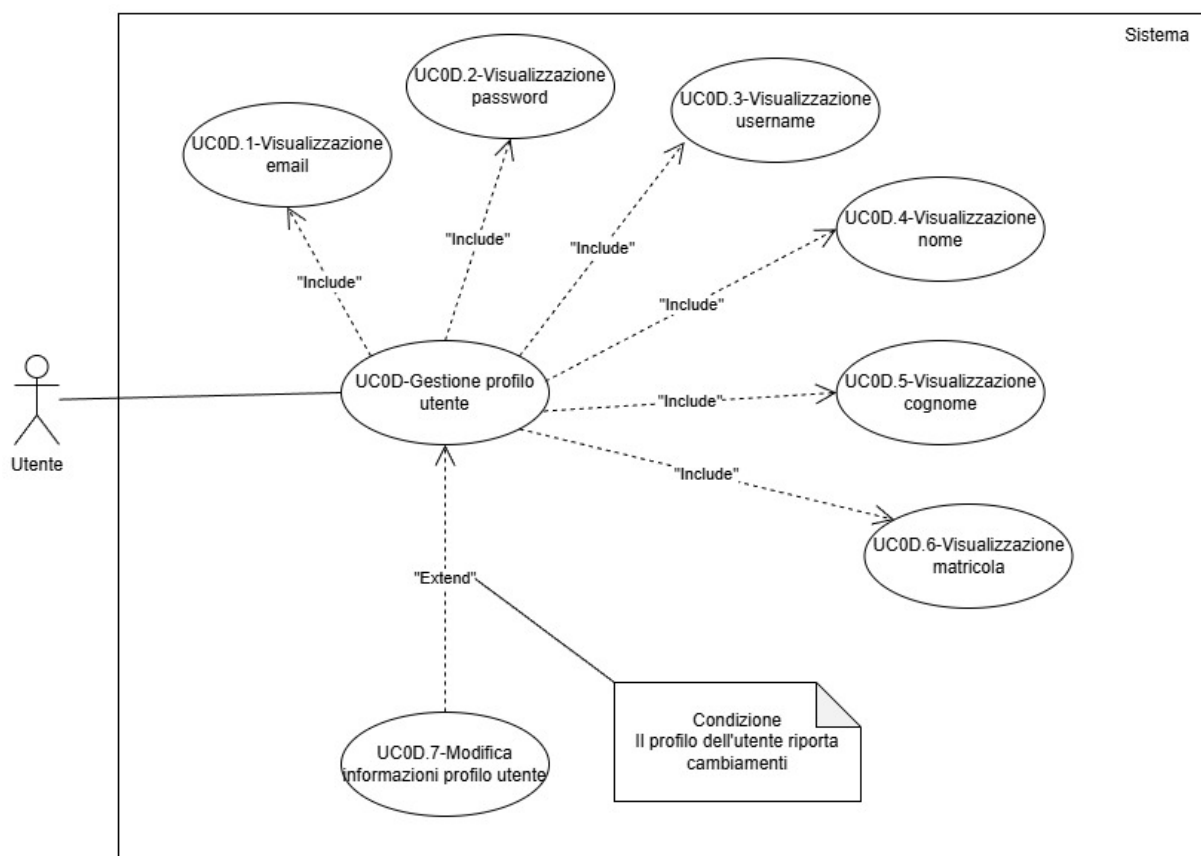 Sistema
UC0D.2-Visualizzazione
password
UC0D.3-Visualizzazione
username
UC0D.1-Visualizzazione
email
UC0D.4-Visualizzazione
nome
"Include"
"Include"
"Include"
"Include"
UC0D-Gestione profilo
utente
UC0D.5-Visualizzazione
cognome
"Include"
Utente
"Include"
UC0D.6-Visualizzazione
matricola
"Extend"
Condizione
Il profilo dell'utente riporta
cambiamenti
UC0D.7-Modifica
informazioni profilo utente